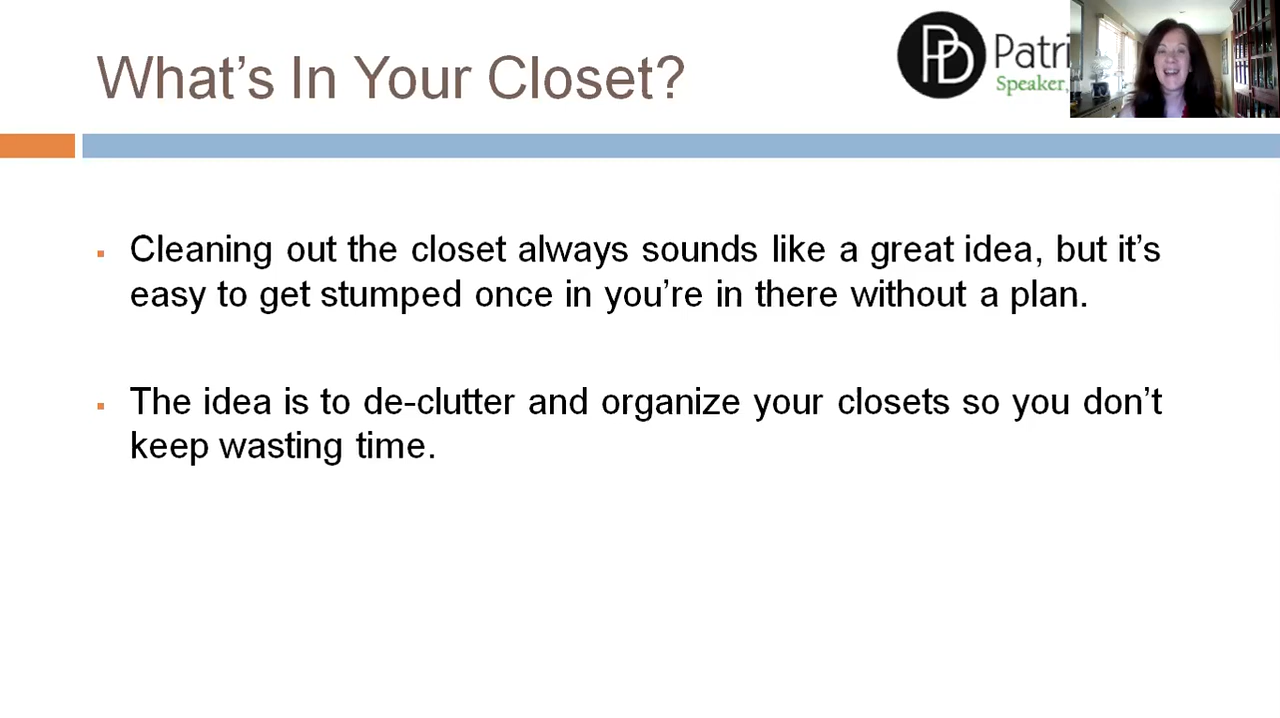 What's In Your Closet?
PD
Speaker,
Cleaning out the closet always sounds like a great idea, but it's
easy to get stumped once in you're in there without a plan.
The idea is to de-clutter and organize your closets so you don't
keep wasting time.